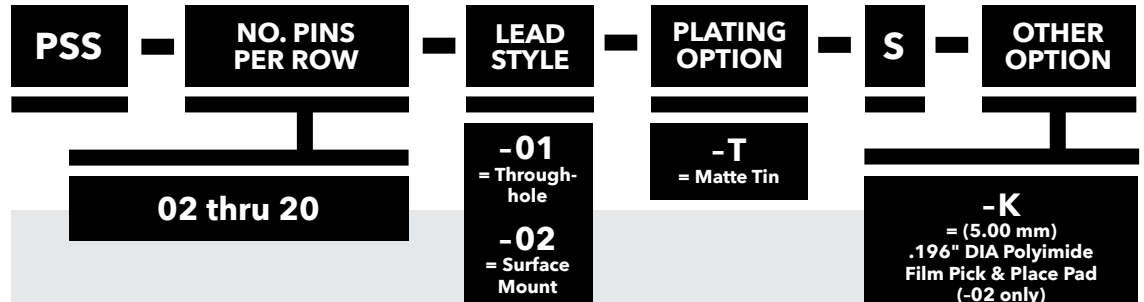 PSS
NO. PINS
PER ROW
LEAD
STYLE
PLATING
OPTION
S
OTHER
OPTION
02 thru 20
–01
= Through-
hole
–02
= Surface
Mount
–T
= Matte Tin
–K
= (5.00 mm)
.196" DIA Polyimide
Film Pick & Place Pad
(–02 only)